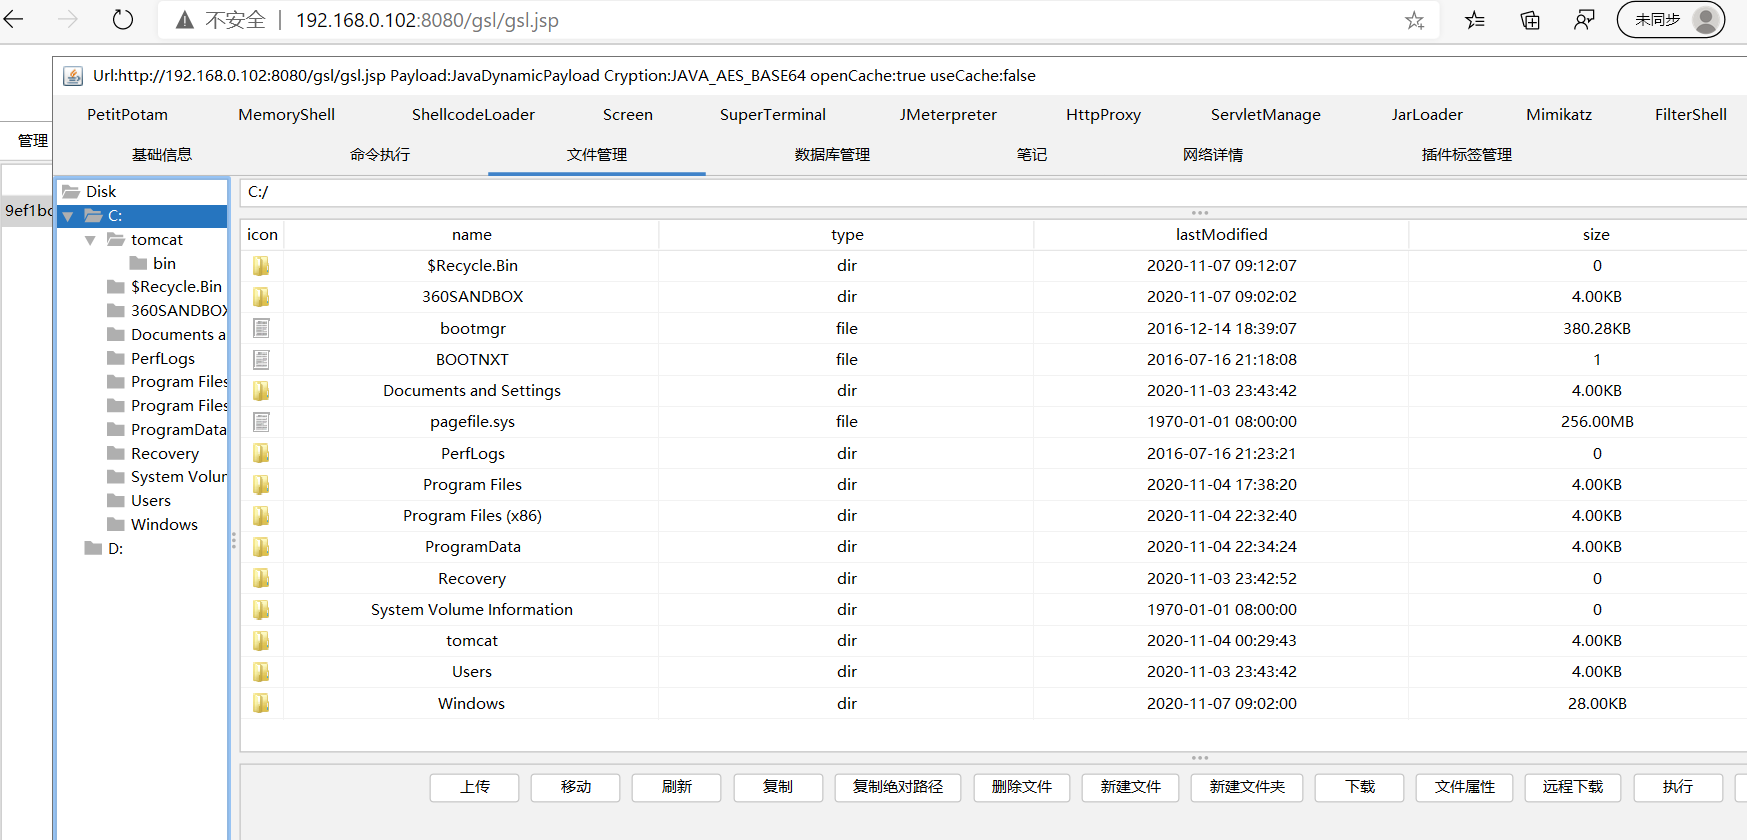 不安全 | 192.168.0.102:8080/gsl/gsl.jsp 未同步
Url:http://192.168.0.102:8080/gsl/gsl.jsp Payload:JavaDynamicPayload Cryption:JAVA_AES_BASE64 openCache:true useCache:false
PetitPotam MemoryShell ShellcodeLoader Screen SuperTerminal JMeterpreter HttpProxy ServletManage JarLoader Mimikatz FilterShell
管理 基础信息 命令执行 文件管理 数据库管理 笔记 网络详情 插件标签管理
9ef1bc
Disk
C:
tomcat
bin
$Recycle.Bin
360SANDBOX
Documents a
PerfLogs
Program Files
Program Files
ProgramData
Recovery
System Volun
Users
Windows
D:
C:/
icon name type lastModified size
$Recycle.Bin dir 2020-11-07 09:12:07 0
360SANDBOX dir 2020-11-07 09:02:02 4.00KB
bootmgr file 2016-12-14 18:39:07 380.28KB
BOOTNXT file 2016-07-16 21:18:08 1
Documents and Settings dir 2020-11-03 23:43:42 4.00KB
pagefile.sys file 1970-01-01 08:00:00 256.00MB
PerfLogs dir 2016-07-16 21:23:21 0
Program Files dir 2020-11-04 17:38:20 4.00KB
Program Files (x86) dir 2020-11-04 22:32:40 4.00KB
ProgramData dir 2020-11-04 22:34:24 4.00KB
Recovery dir 2020-11-03 23:42:52 0
System Volume Information dir 1970-01-01 08:00:00 0
tomcat dir 2020-11-04 00:29:43 4.00KB
Users dir 2020-11-03 23:43:42 4.00KB
Windows dir 2020-11-07 09:02:00 28.00KB
上传 移动 刷新 复制 复制绝对路径 删除文件 新建文件 新建文件夹 下载 文件属性 远程下载 执行